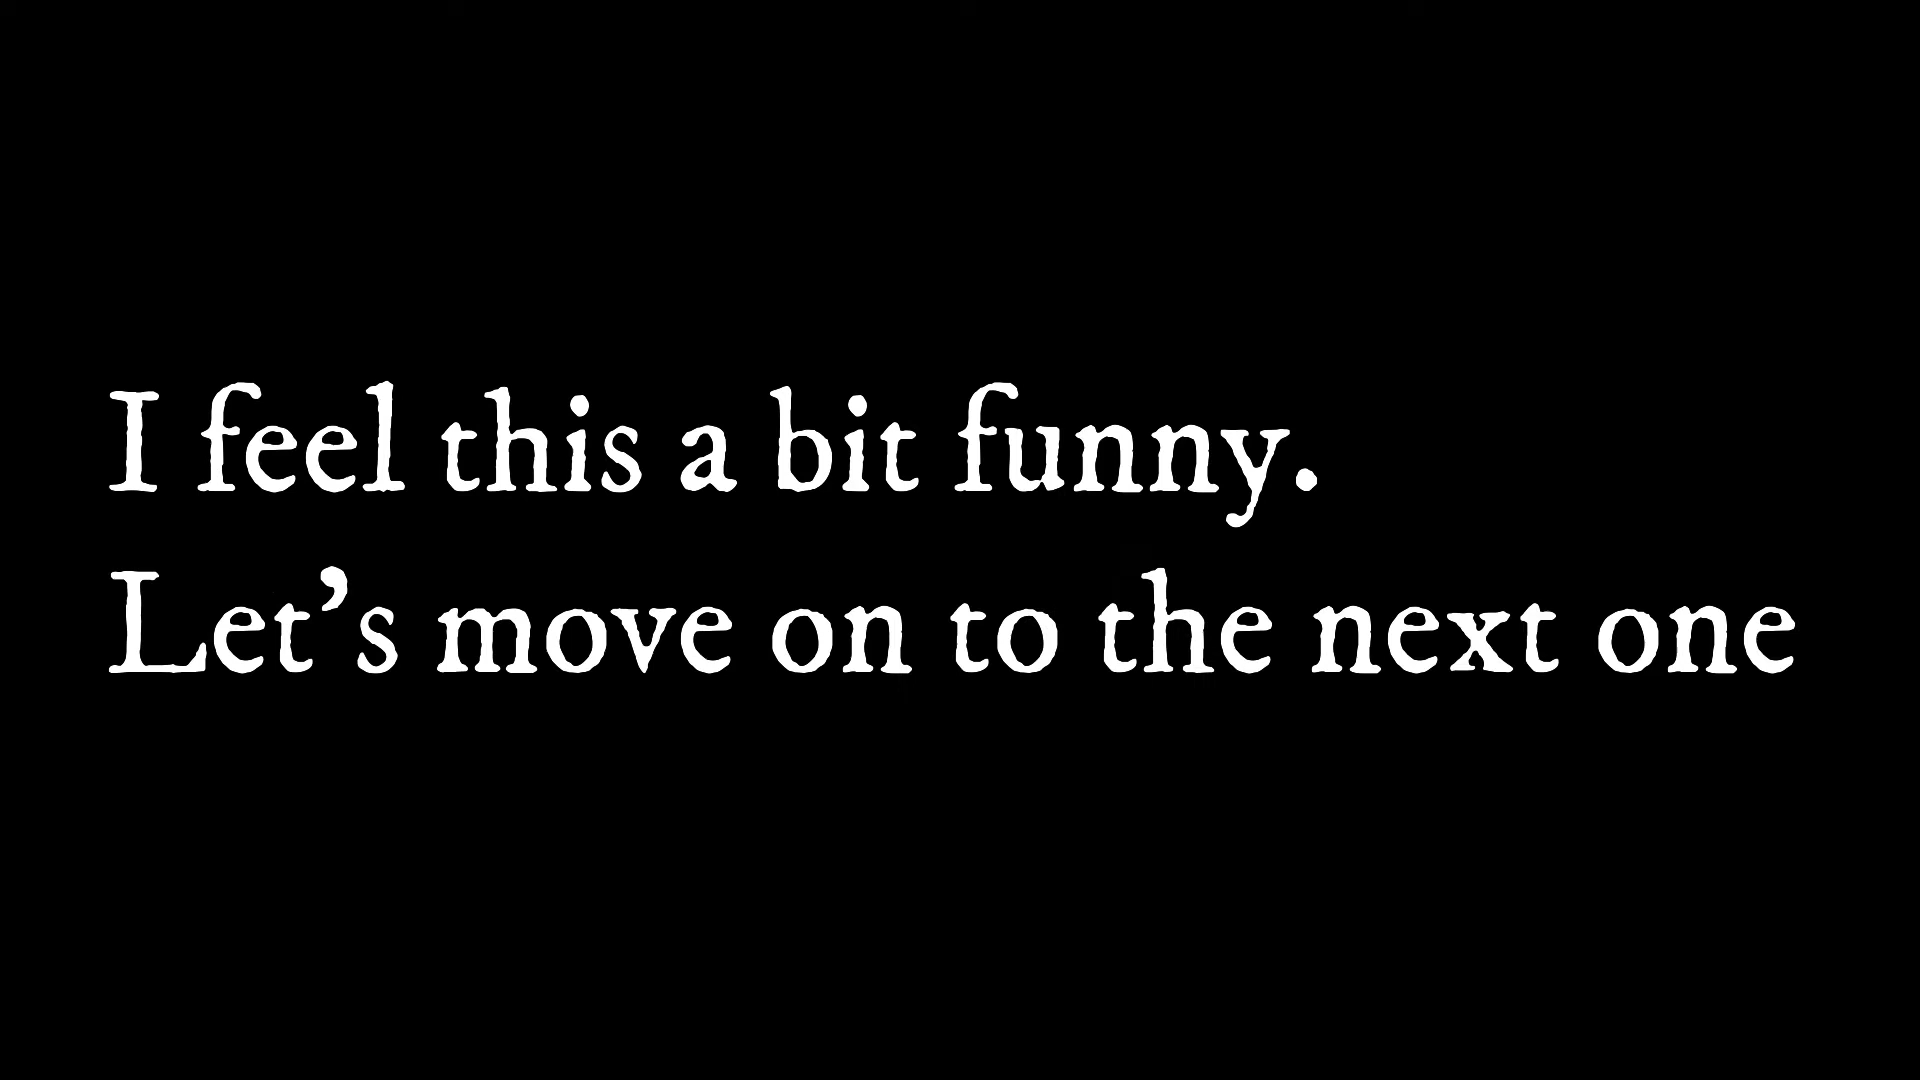 I feel this a bit funny.
Let’s move on to the next one